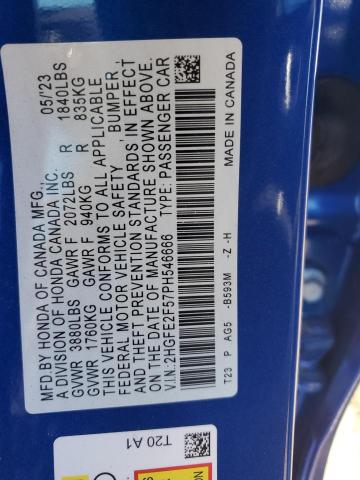 MFD BY HONDA OF CANADA MFG., 05/23
A DIVISION OF HONDA CANADA INC.
GVWR 3880LBS GAWR F 2072LBS R 1840LBS
GVWR 1760KG GAWR F 940KG R 835KG
THIS VEHICLE CONFORMS TO ALL APPLICABLE
FEDERAL MOTOR VEHICLE SAFETY, BUMPER,
AND THEFT PREVENTION STANDARDS IN EFFECT
ON THE DATE OF MANUFACTURE SHOWN ABOVE.
V.I.N: 2HGFE2F57PH546666 TYPE: PASSENGER CAR
T23 P AG5 -B593M -Z -H MADE IN CANADA
T20 A1